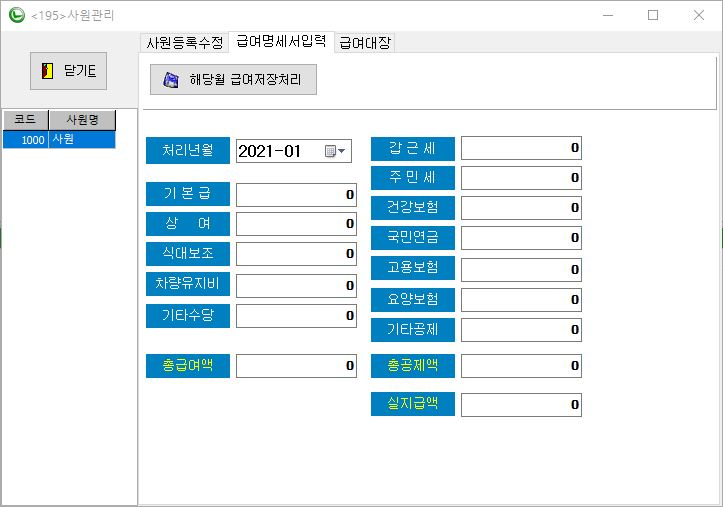 <195>사원관리
닫기E
사원등록수정 급여명세서입력 급여대장
해당월 급여저장처리
코드 사원명
1000 사원
처리년월 2021-01
기 본 급 0
상 여 0
식대보조 0
차량유지비 0
기타수당 0
총급여액 0
갑 근 세 0
주 민 세 0
건강보험 0
국민연금 0
고용보험 0
요양보험 0
기타공제 0
총공제액 0
실지급액 0